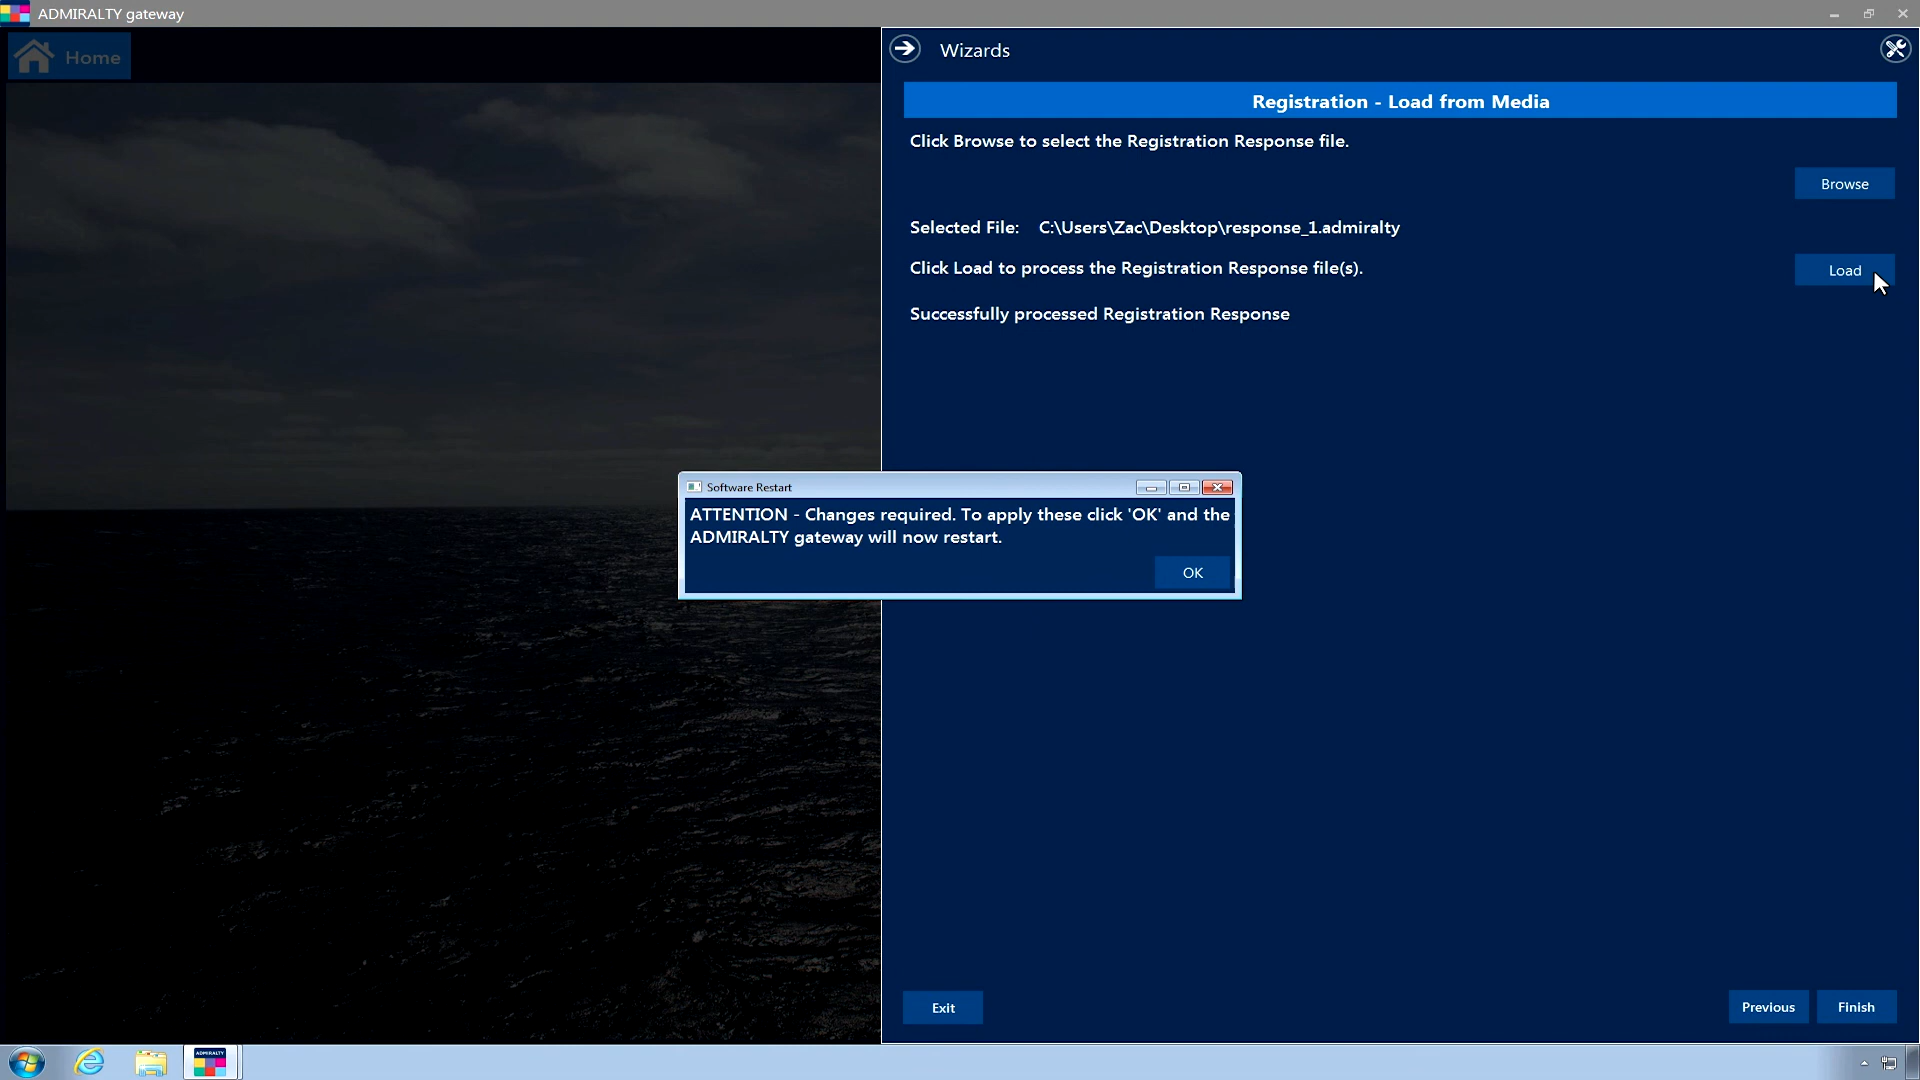 ADMIRALTY gateway
Home
Wizards
Registration - Load from Media
Click Browse to select the Registration Response file.
Browse
Selected File: C:\Users\Zac\Desktop\response_1.admiralty
Click Load to process the Registration Response file(s).
Load
Successfully processed Registration Response
Software Restart
ATTENTION - Changes required. To apply these click 'OK' and the
ADMIRALTY gateway will now restart.
OK
Exit
Previous
Finish
ADMIRALTY